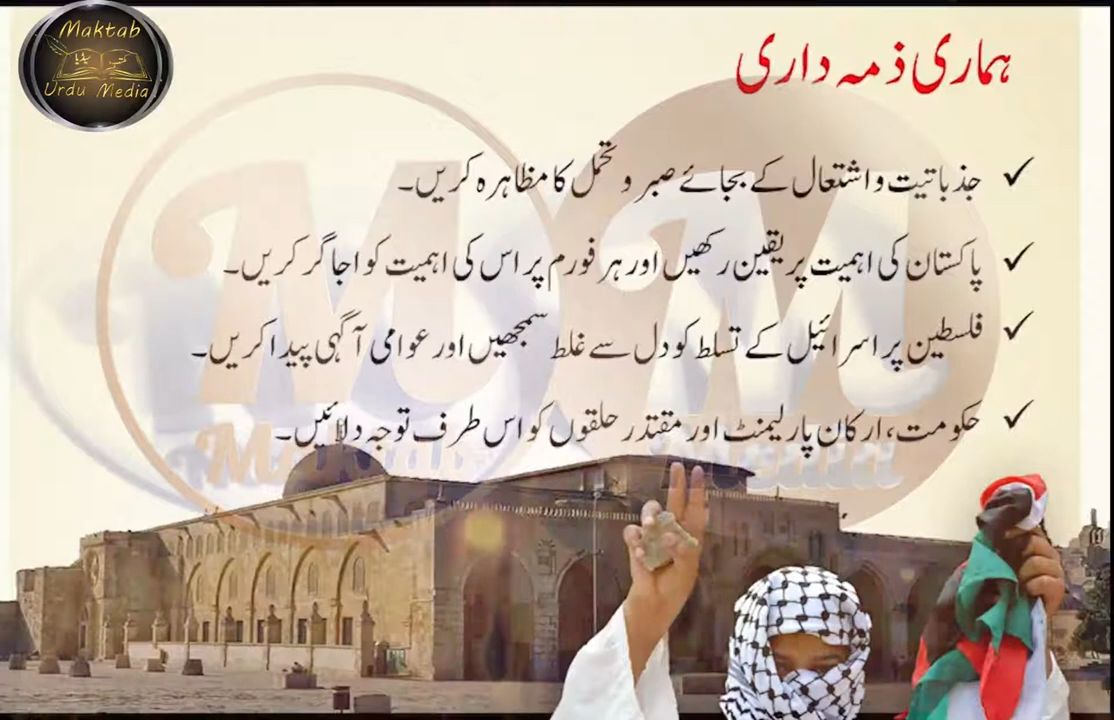 Maktab
مکتب میڈیا
Urdu Media
ہماری ذمہ داری
✓ جذباتیت و اشتعال کے بجائے صبر و تحمل کا مظاہرہ کریں۔
✓ پاکستان کی اہمیت پر یقین رکھیں اور ہر فورم پر اس کی اہمیت کو اجاگر کریں۔
✓ فلسطین پر اسرائیل کے تسلط کو دل سے غلط سمجھیں اور عوامی آگہی پیدا کریں۔
✓ حکومت، ارکان پارلیمنٹ اور مقتدر حلقوں کو اس طرف توجہ دلائیں۔